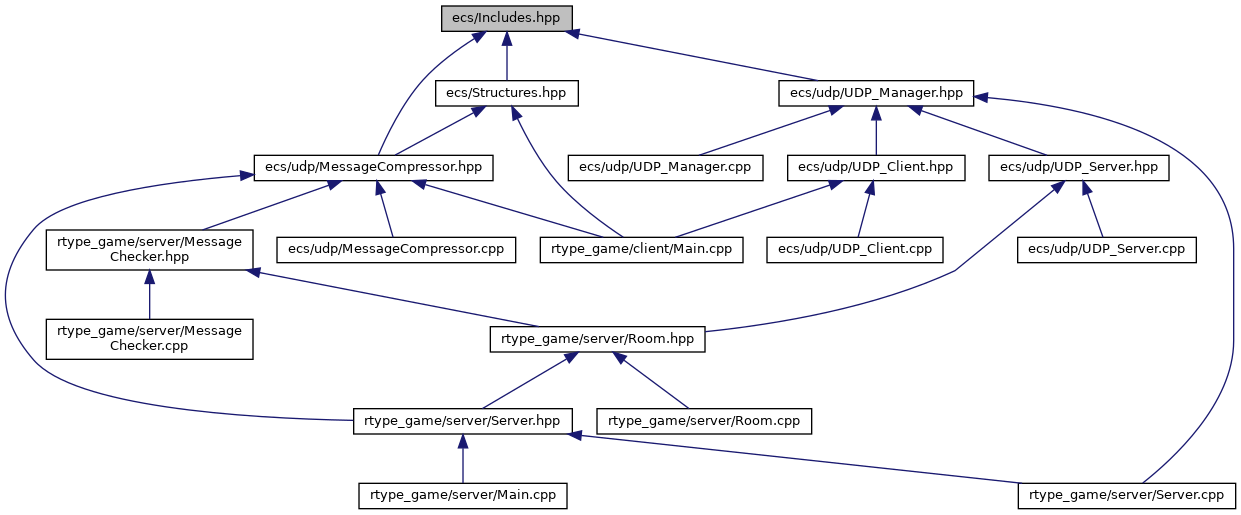 ecs/Includes.hpp
ecs/Structures.hpp
ecs/udp/UDP_Manager.hpp
ecs/udp/MessageCompressor.hpp
ecs/udp/UDP_Manager.cpp
ecs/udp/UDP_Client.hpp
ecs/udp/UDP_Server.hpp
rtype_game/server/Message
Checker.hpp
ecs/udp/MessageCompressor.cpp
rtype_game/client/Main.cpp
ecs/udp/UDP_Client.cpp
ecs/udp/UDP_Server.cpp
rtype_game/server/Message
Checker.cpp
rtype_game/server/Room.hpp
rtype_game/server/Server.hpp
rtype_game/server/Room.cpp
rtype_game/server/Main.cpp
rtype_game/server/Server.cpp